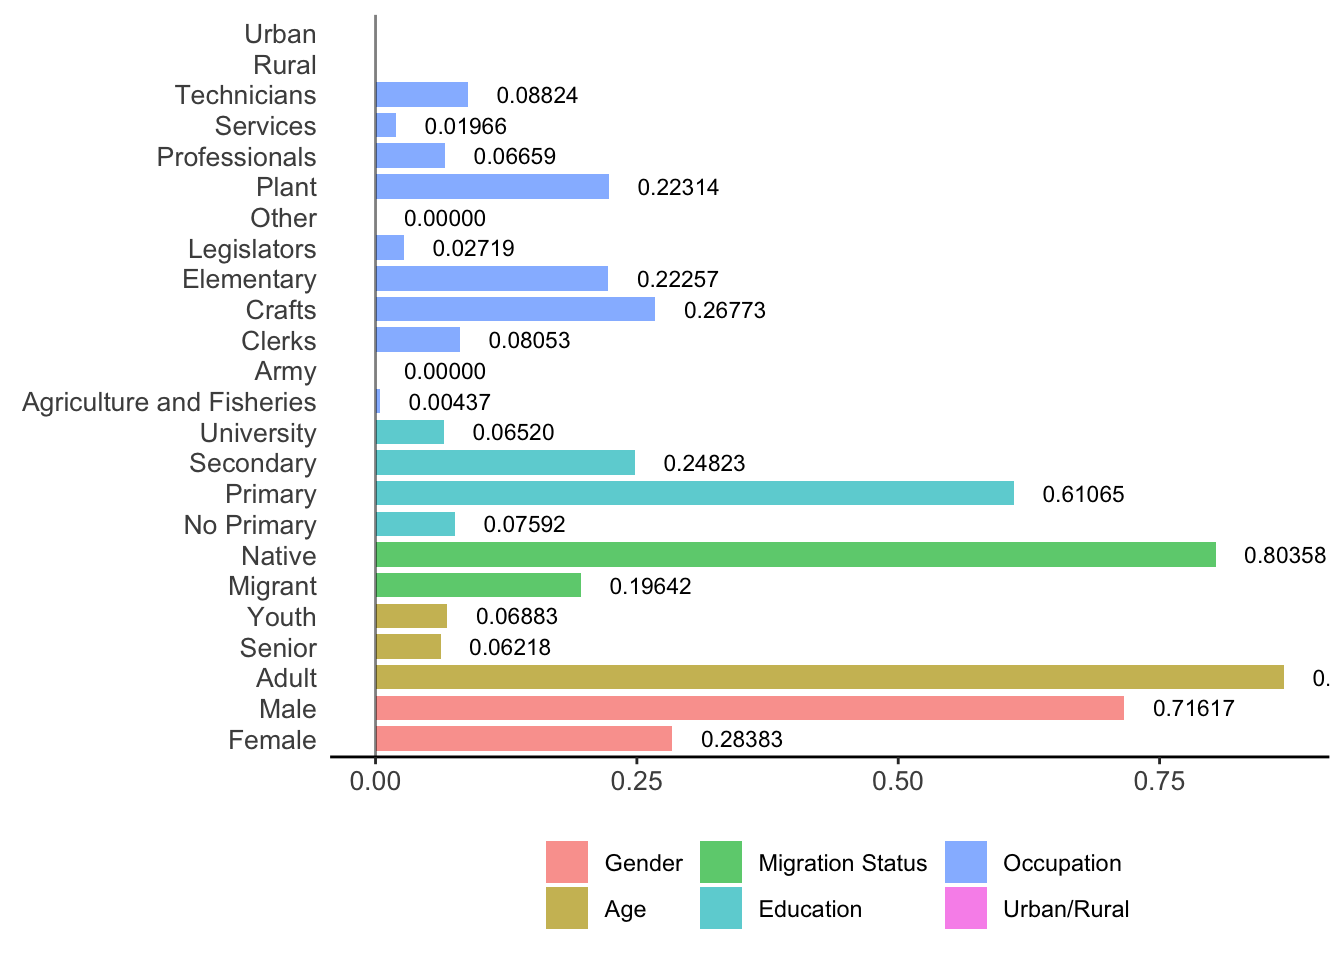 Urban
Rural
Technicians 0.08824
Services 0.01966
Professionals 0.06659
Plant 0.22314
Other 0.00000
Legislators 0.02719
Elementary 0.22257
Crafts 0.26773
Clerks 0.08053
Army 0.00000
Agriculture and Fisheries 0.00437
University 0.06520
Secondary 0.24823
Primary 0.61065
No Primary 0.07592
Native 0.80358
Migrant 0.19642
Youth 0.06883
Senior 0.06218
Adult 0.
Male 0.71617
Female 0.28383
0.00 0.25 0.50 0.75
Gender Migration Status Occupation
Age Education Urban/Rural